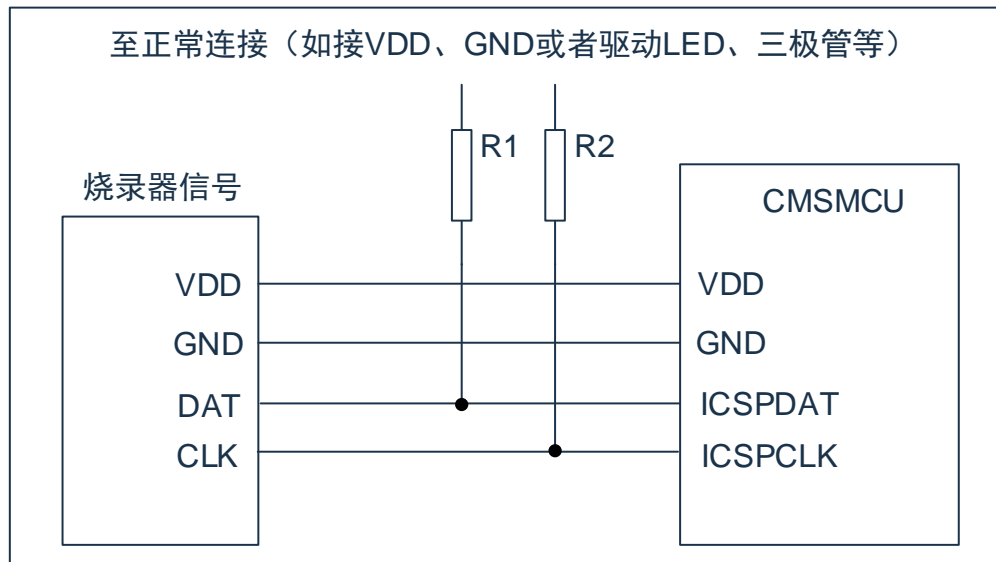 至正常连接（如接VDD、GND或者驱动LED、三极管等）
R1
R2
烧录器信号
CMSMCU
VDD
VDD
GND
GND
DAT
ICSPDAT
CLK
ICSPCLK